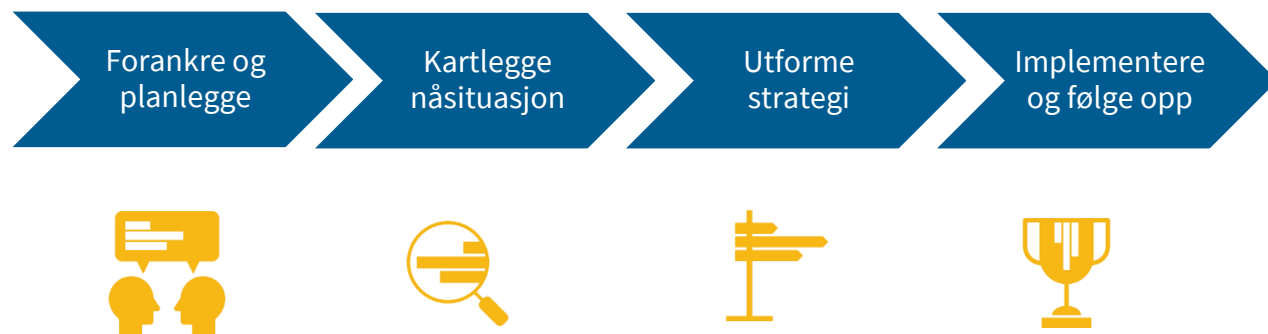 Forankre og
planlegge
Kartlegge
nåsituasjon
Utforme
strategi
Implementere
og følge opp